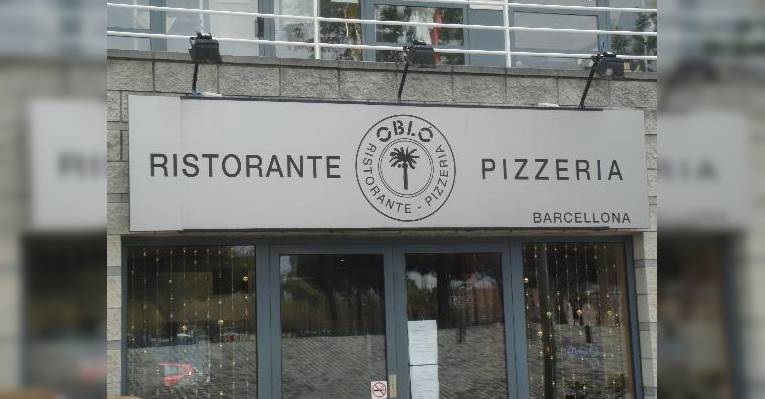 RISTORANTE
OBLO
RISTORANTE - PIZZERIA
PIZZERIA
BARCELLONA